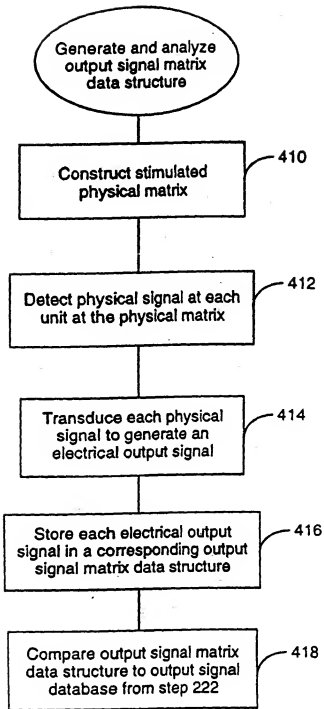 Generate and analyze
output signal matrix
data structure
410
Construct stimulated
physical matrix
412
Detect physical signal at each
unit at the physical matrix
414
Transduce each physical
signal to generate an
electrical output signal
416
Store each electrical output
signal in a corresponding output
signal matrix data structure
418
Compare output signal matrix
data structure to output signal
database from step 222